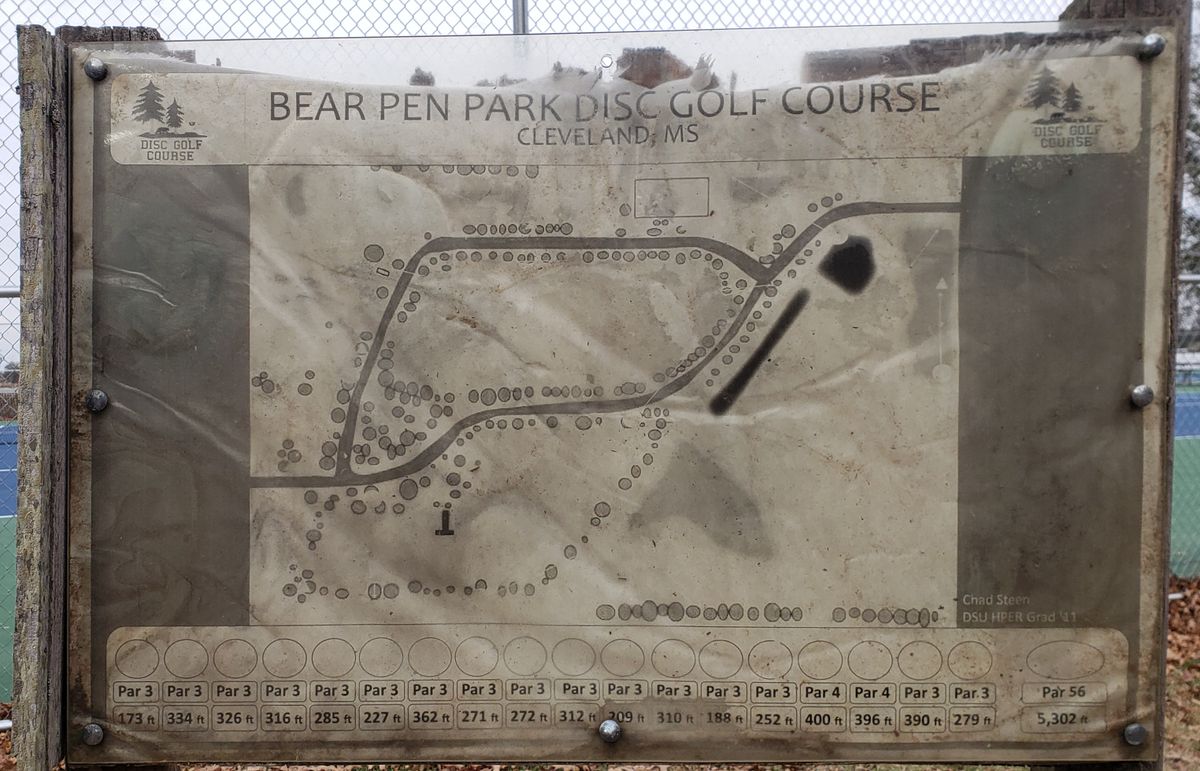 DISC GOLF
COURSE
BEAR PEN PARK DISC GOLF COURSE
CLEVELAND, MS
DISC GOLF
COURSE
Chad Steen
DSU HPER Grad '11
Par 3 Par 3 Par 3 Par 3 Par 3 Par 3 Par 3 Par 3 Par 3 Par 3 Par 3 Par 3 Par 3 Par 3 Par 4 Par 4 Par 3 Par 3 Par 56
173 ft 334 ft 326 ft 316 ft 285 ft 227 ft 362 ft 271 ft 272 ft 312 ft 209 ft 310 ft 188 ft 252 ft 400 ft 396 ft 390 ft 279 ft 5,302 ft